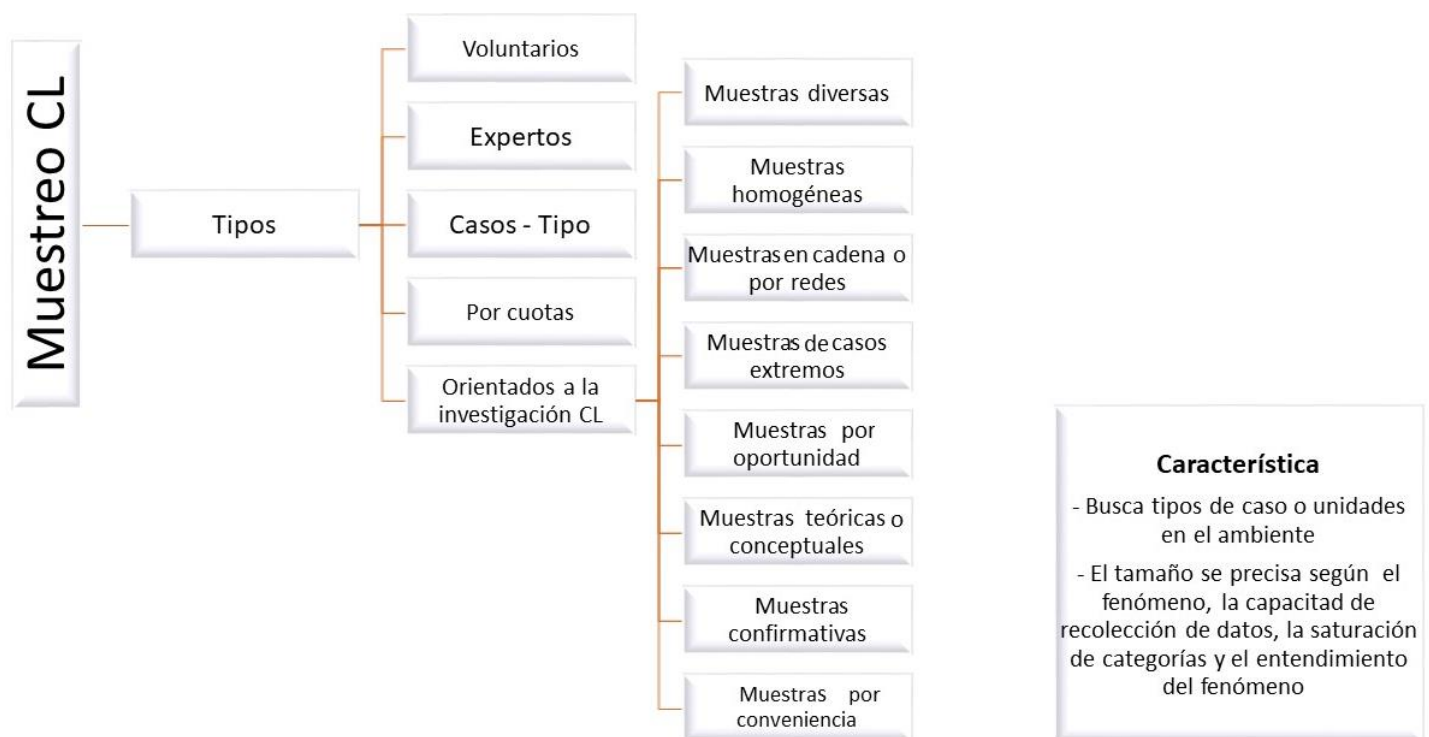 Muestreo CL
Tipos
Voluntarios
Expertos
Casos - Tipo
Por cuotas
Orientados a la
investigación CL
Muestras diversas
Muestras
homogéneas
Muestras en cadena o
por redes
Muestras de casos
extremos
Muestras por
oportunidad
Muestras teóricas o
conceptuales
Muestras
confirmativas
Muestras por
conveniencia
Característica
- Busca tipos de caso o unidades
en el ambiente
- El tamaño se precisa según el
fenómeno, la capacitad de
recolección de datos, la saturación
de categorías y el entendimiento
del fenómeno